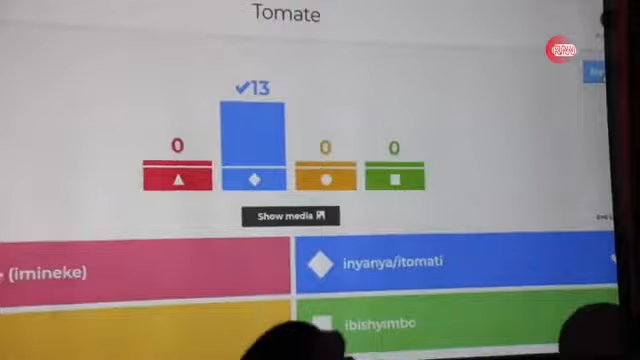 Tomate
0
13
0
0
Show media
(imineke)
inyanya/itomati
ibishyimbo